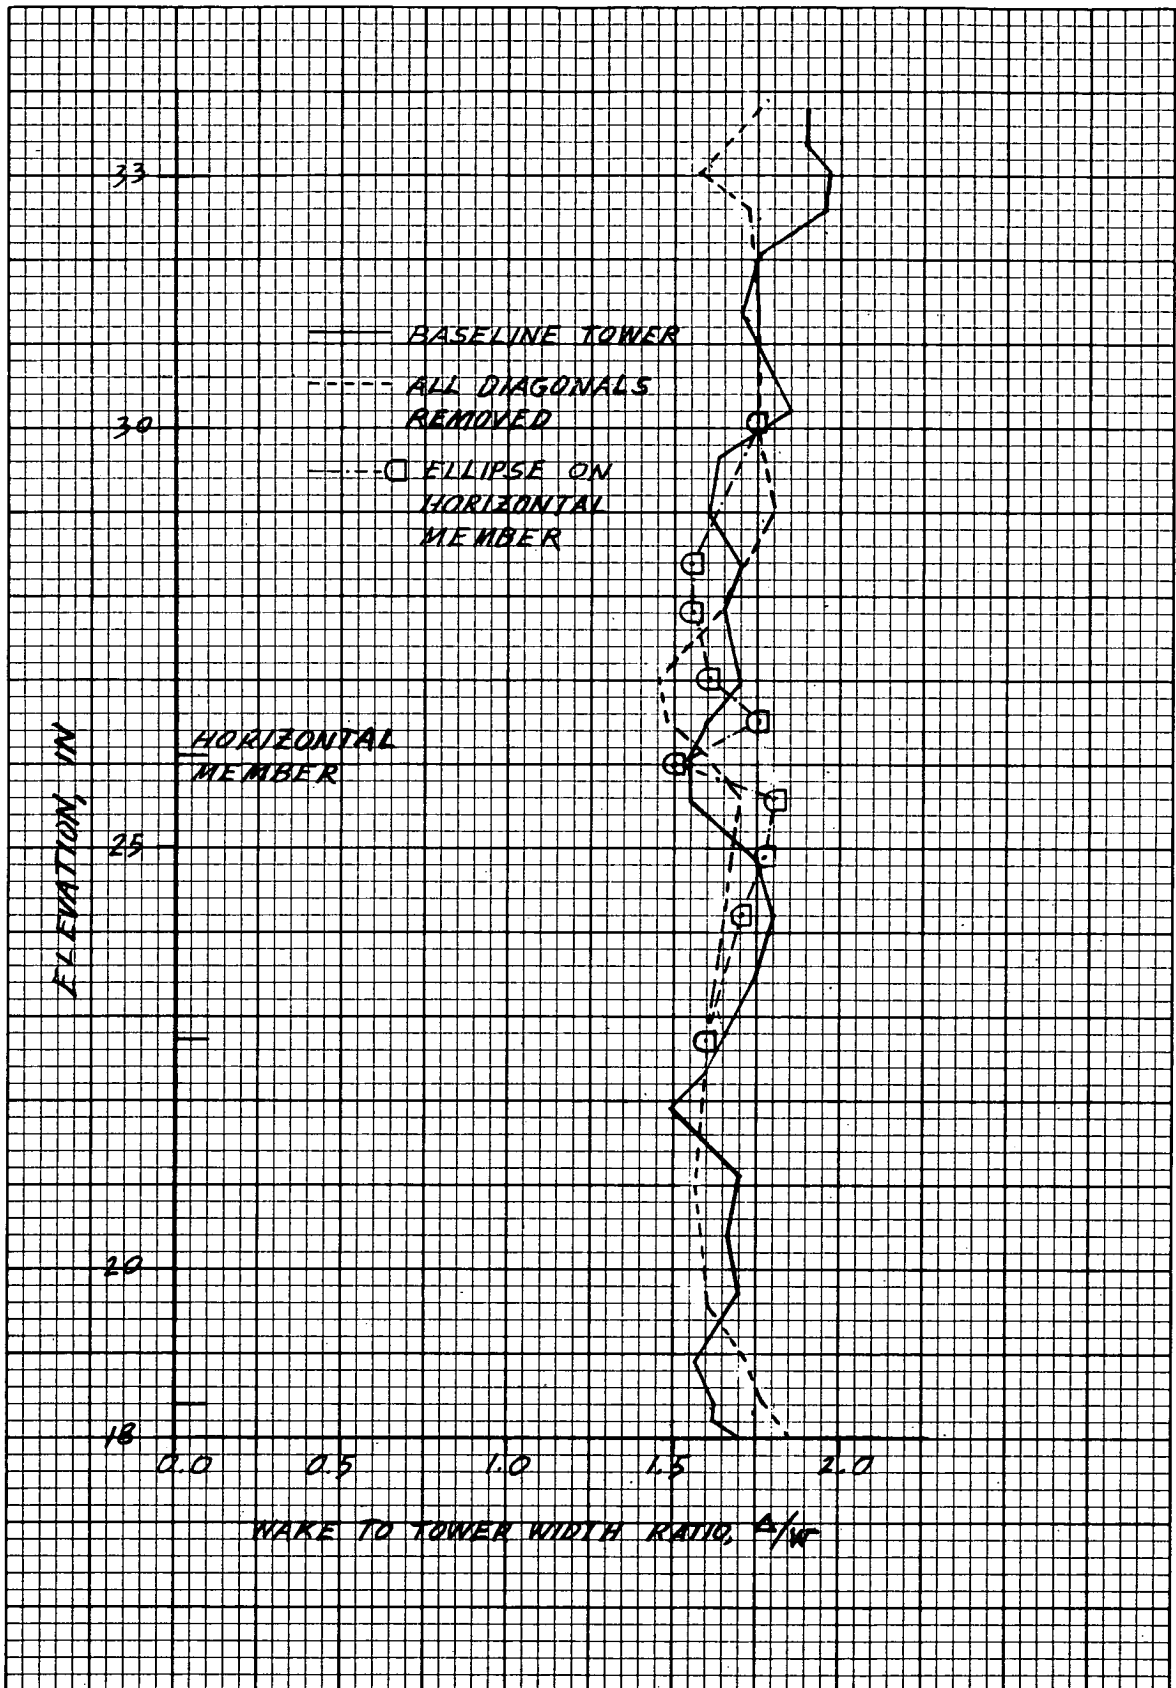 33
BASELINE TOWER
ALL DIAGONALS
REMOVED
30
ELLIPSE ON
HORIZONTAL
MEMBER
HORIZONTAL
MEMBER
ELEVATION, IN
25
20
18
0.0 0.5 1.0 1.5 2.0
WAKE TO TOWER WIDTH RATIO, Δ/W